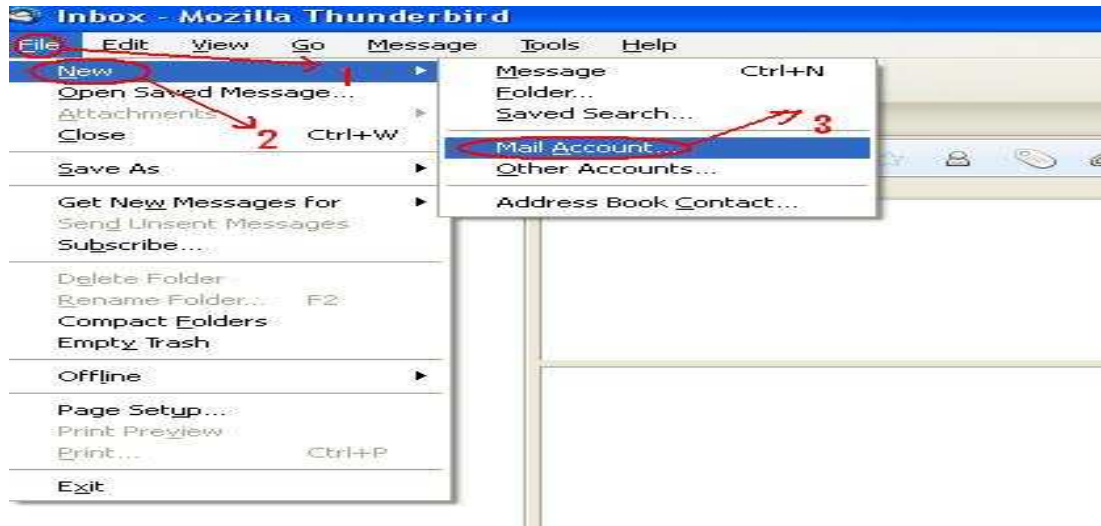 Inbox - Mozilla Thunderbird
File Edit View Go Message Tools Help
1
New
Open Saved Message...
Attachments
2
Close Ctrl+W
Save As
Get New Messages for
Send Unsent Messages
Subscribe...
Delete Folder
Rename Folder... F2
Compact Folders
Empty Trash
Offline
Page Setup...
Print Preview
Print... Ctrl+P
Exit
Message Ctrl+N
Folder...
Saved Search...
3
Mail Account...
Other Accounts...
Address Book Contact...